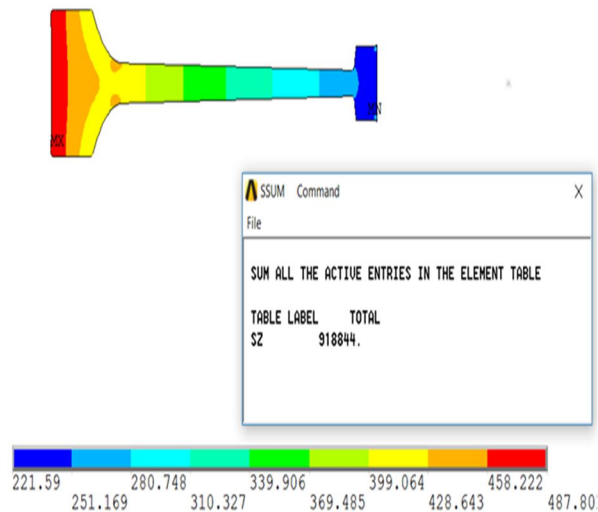 MX
MN
SSUM Command
File
SUM ALL THE ACTIVE ENTRIES IN THE ELEMENT TABLE
TABLE LABEL TOTAL
SZ 918844.
221.59 280.748 339.906 399.064 458.222
251.169 310.327 369.485 428.643